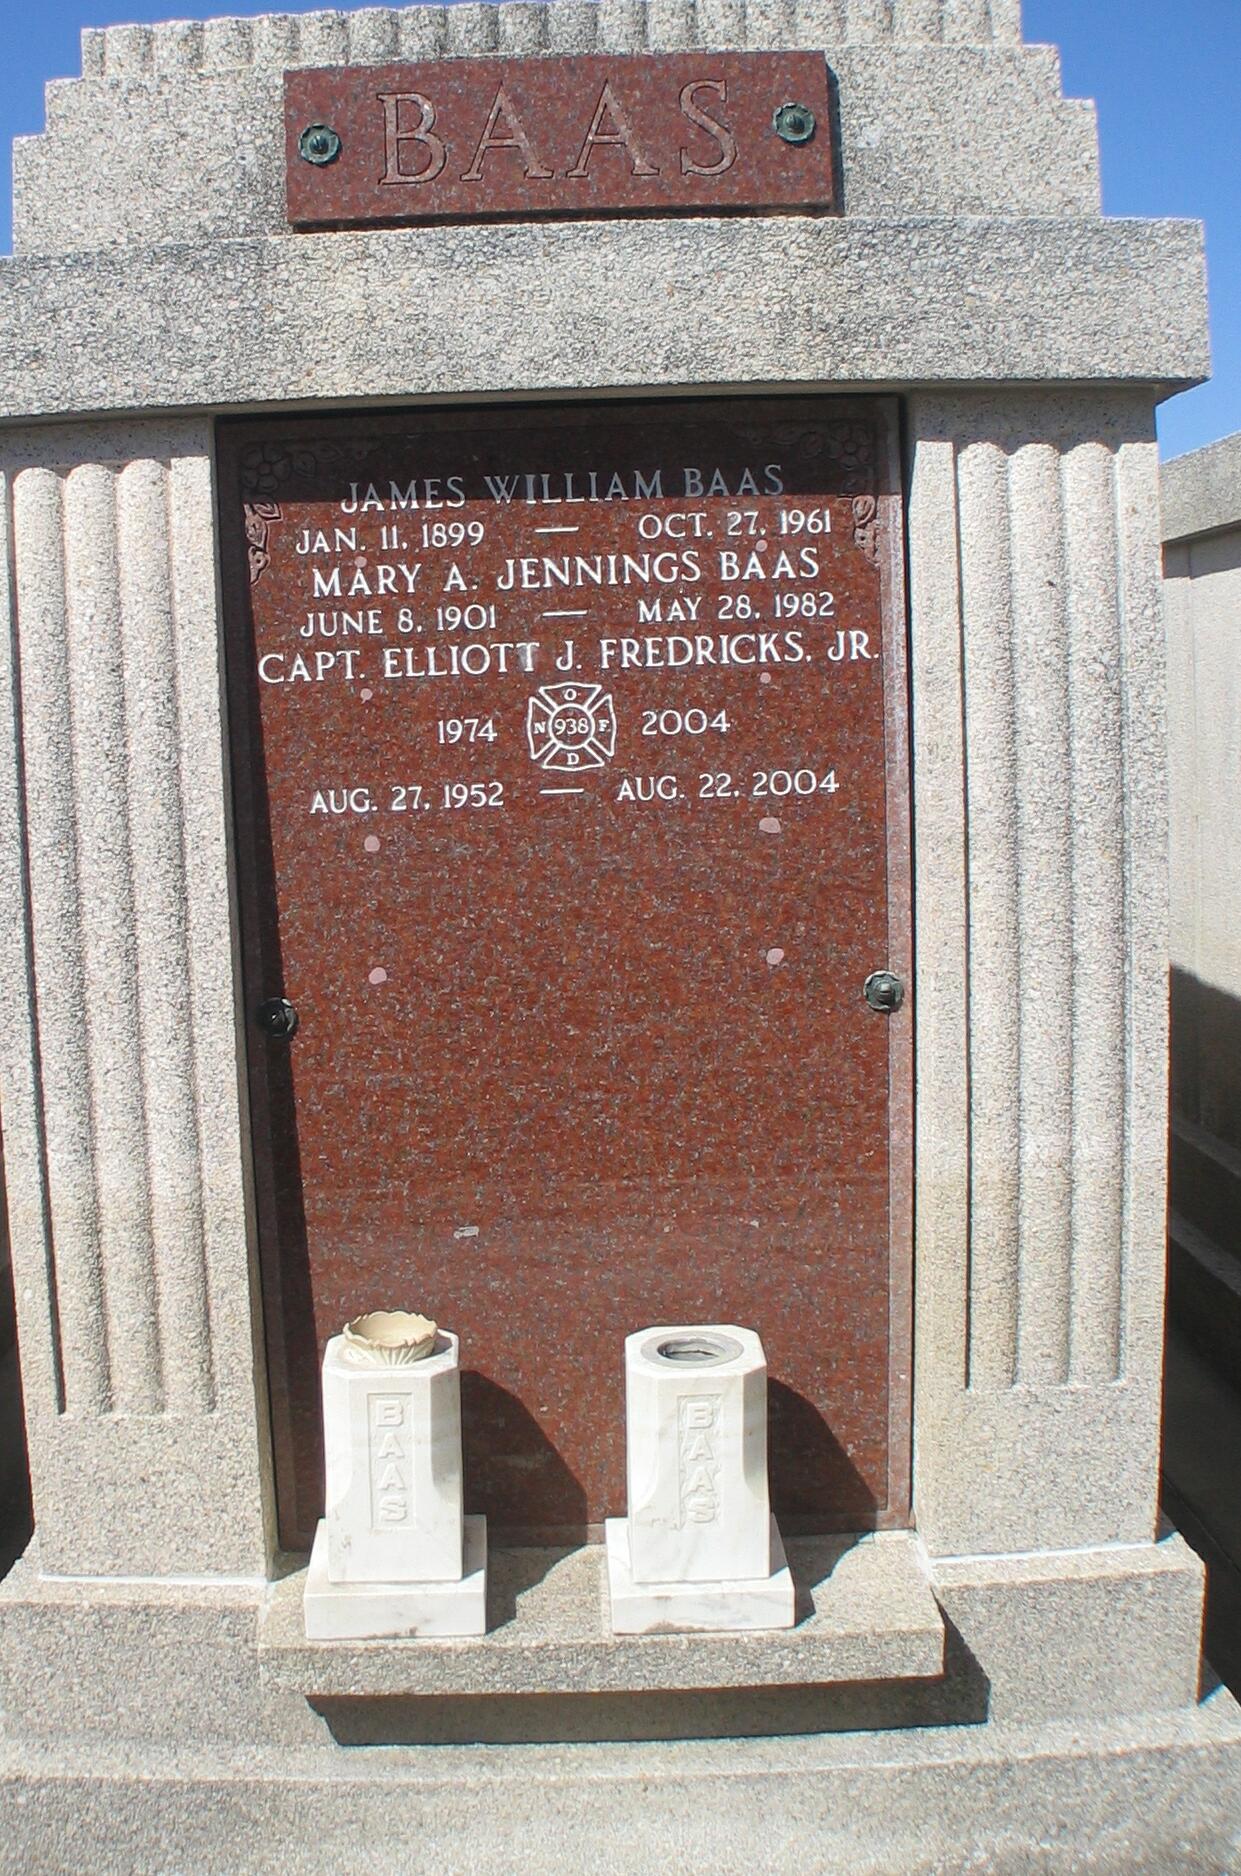 BAAS
JAMES WILLIAM BAAS
JAN. 11, 1899 — OCT. 27, 1961
MARY A. JENNINGS BAAS
JUNE 8, 1901 — MAY 28, 1982
CAPT. ELLIOTT J. FREDRICKS, JR.
O
1974 N 938 F 2004
D
AUG. 27, 1952 — AUG. 22, 2004
BAAS BAAS